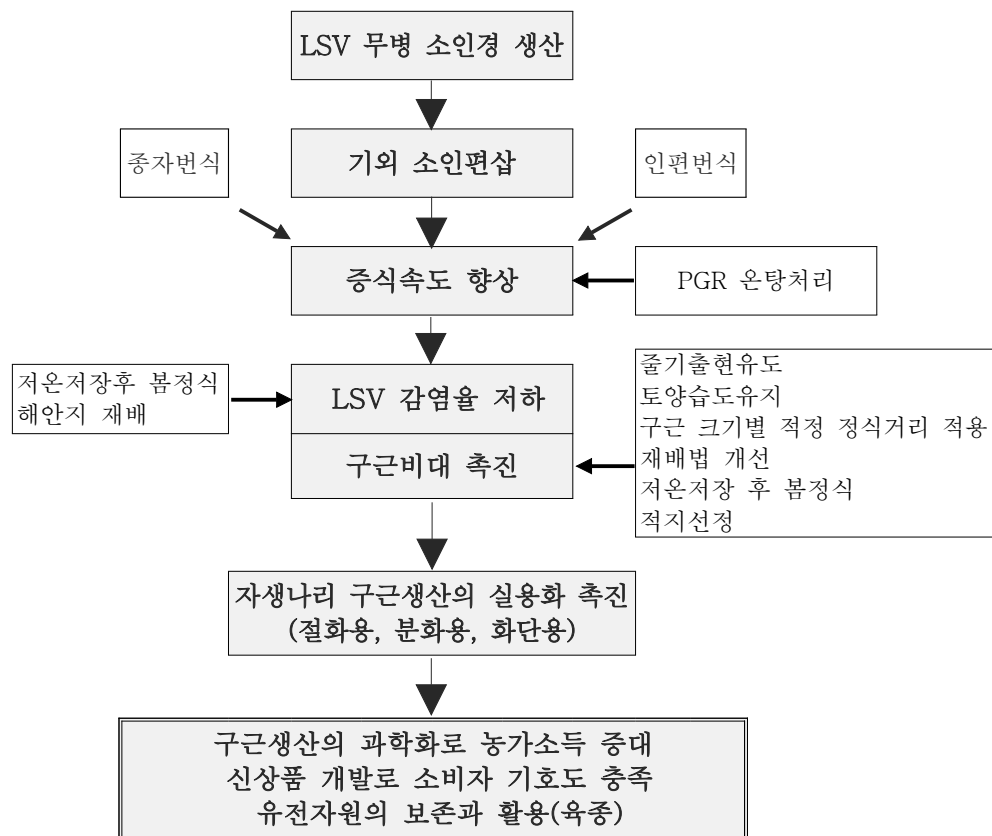 LSV 무병 소인경 생산
종자번식
기외 소인편삽
인편번식
증식속도 향상
PGR 온탕처리
저온저장후 봄정식
해안지 재배
LSV 감염율 저하
구근비대 촉진
줄기출현유도
토양습도유지
구근 크기별 적정 정식거리 적용
재배법 개선
저온저장 후 봄정식
적지선정
자생나리 구근생산의 실용화 촉진
(절화용, 분화용, 화단용)
구근생산의 과학화로 농가소득 증대
신상품 개발로 소비자 기호도 충족
유전자원의 보존과 활용(육종)